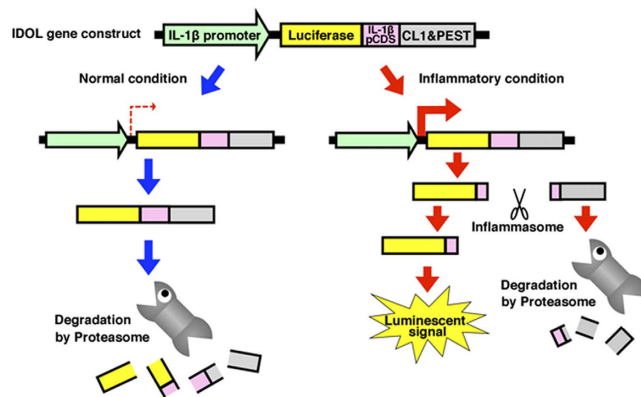 IDOL gene construct
IL-1β promoter
Luciferase
IL-1β
pCDS
CL1&PEST
Normal condition
Inflammatory condition
Inflammasome
Degradation
by Proteasome
Luminescent
signal
Degradation
by Proteasome